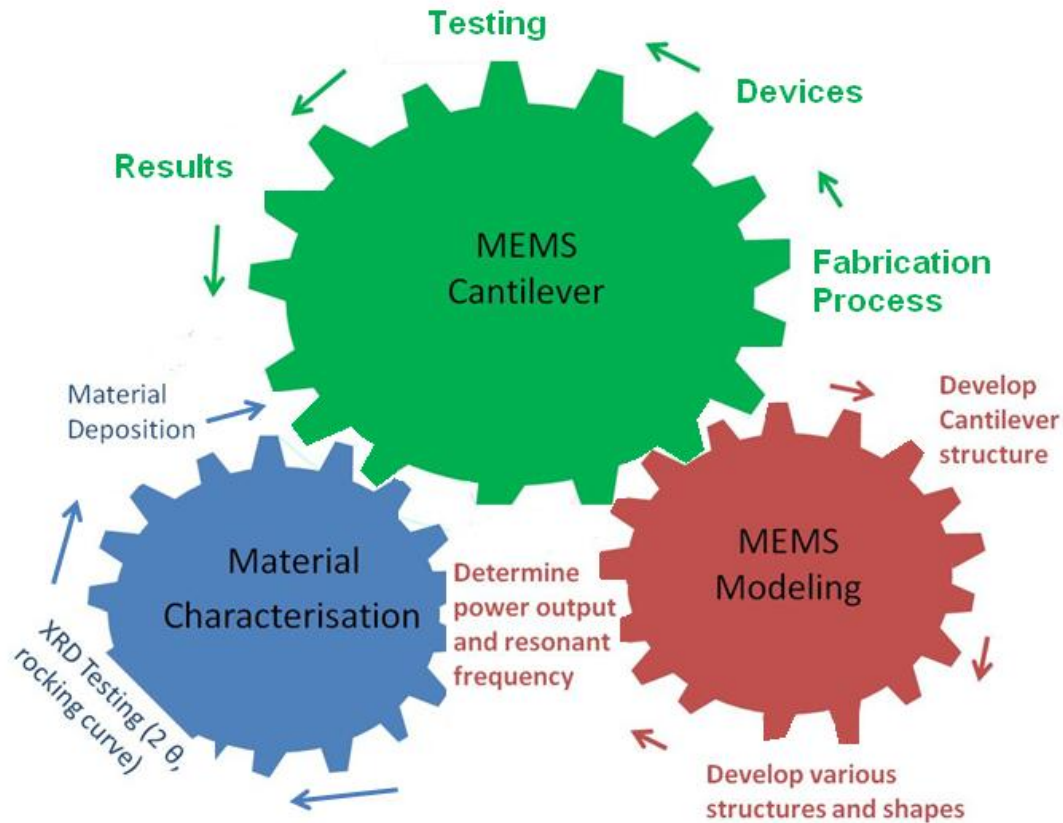 Testing
Devices
Results
MEMS
Cantilever
Fabrication
Process
Material
Deposition
Develop
Cantilever
structure
Material
Characterisation
Determine
power output
and resonant
frequency
MEMS
Modeling
XRD Testing (2 θ,
rocking curve)
Develop various
structures and shapes